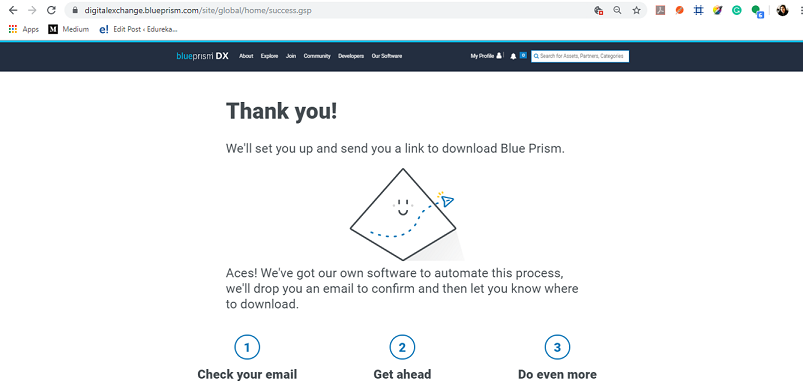 digitalexchange.blueprism.com/site/global/home/success.gsp
Apps Medium Edit Post ‹ Edureka...
blueprism DX About Explore Join Community Developers Our Software My Profile 0 Search for Assets, Partners, Categories
Thank you!
We'll set you up and send you a link to download Blue Prism.
Aces! We've got our own software to automate this process,
we'll drop you an email to confirm and then let you know where
to download.
1 2 3
Check your email Get ahead Do even more